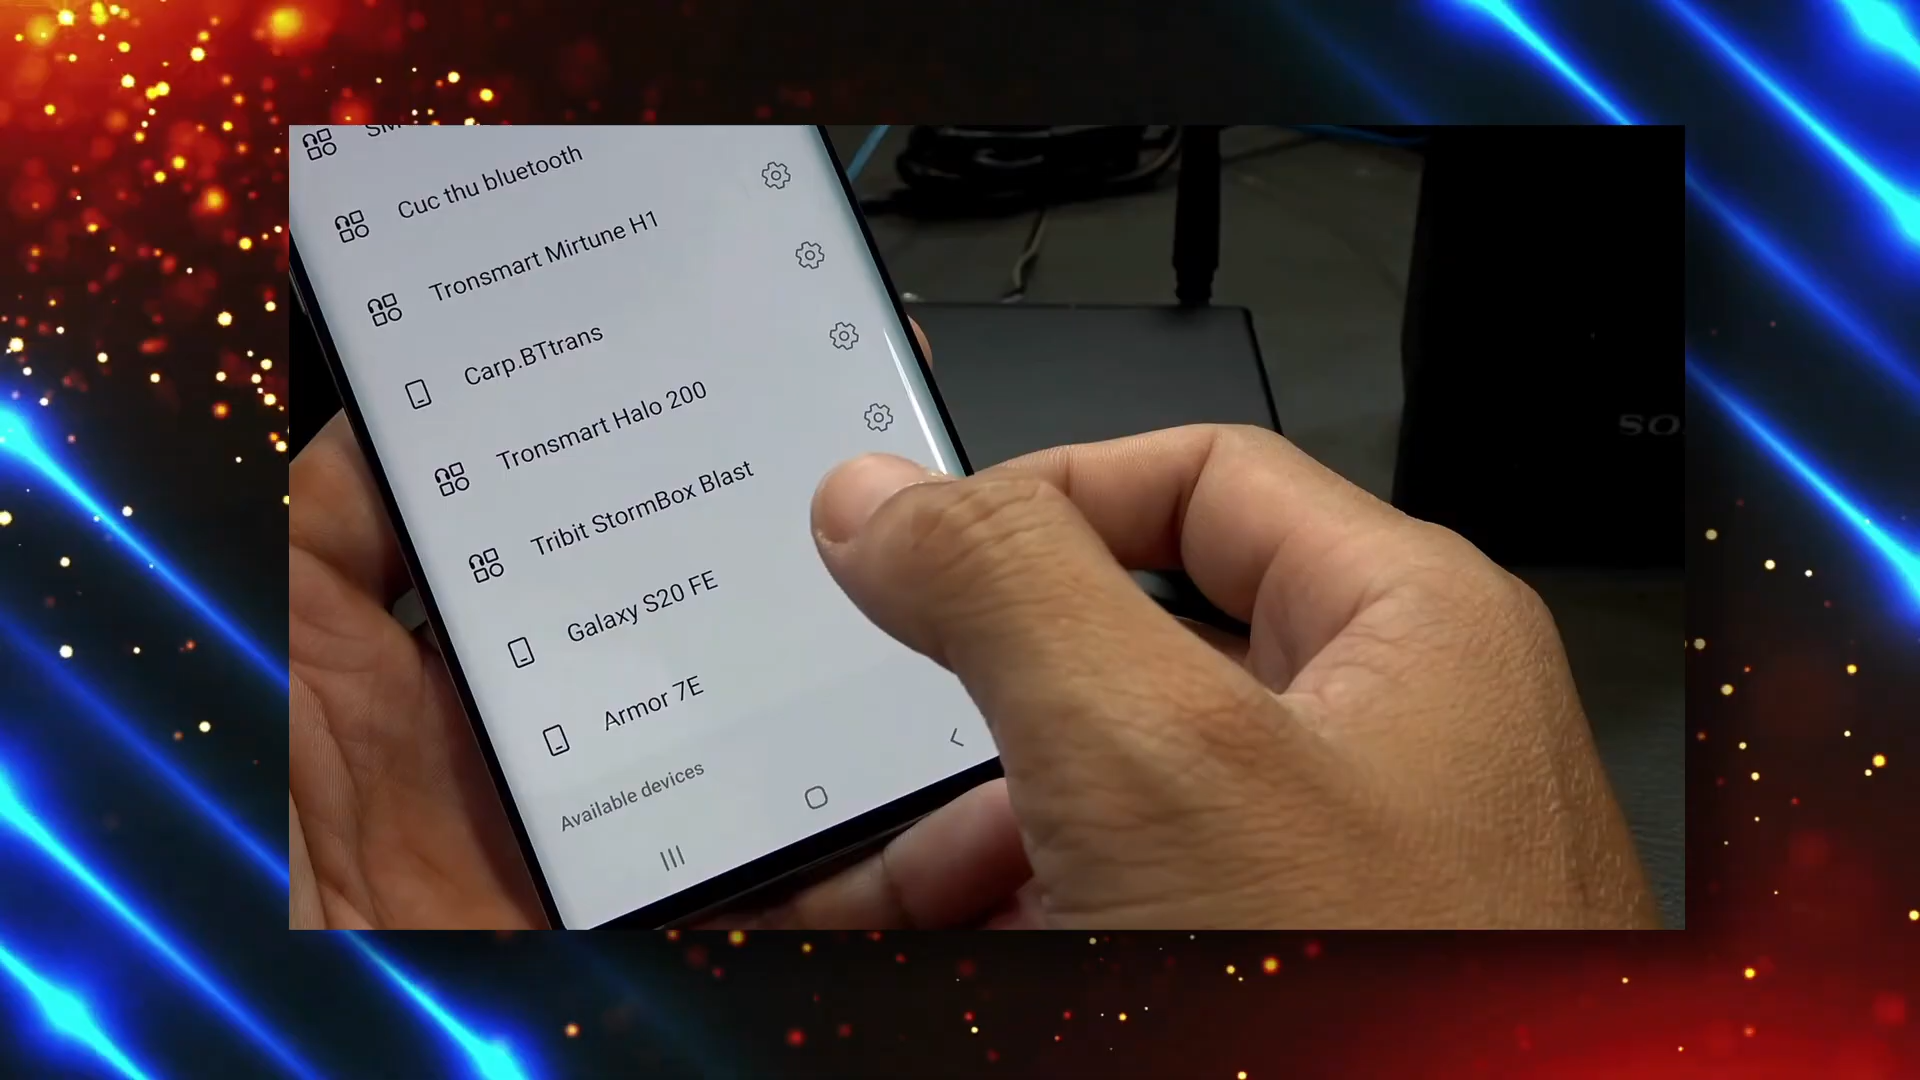 Cuc thu bluetooth
Tronsmart Mirtune H1
Carp.BTtrans
Tronsmart Halo 200
Tribit StormBox Blast
Galaxy S20 FE
Armor 7E
Available devices